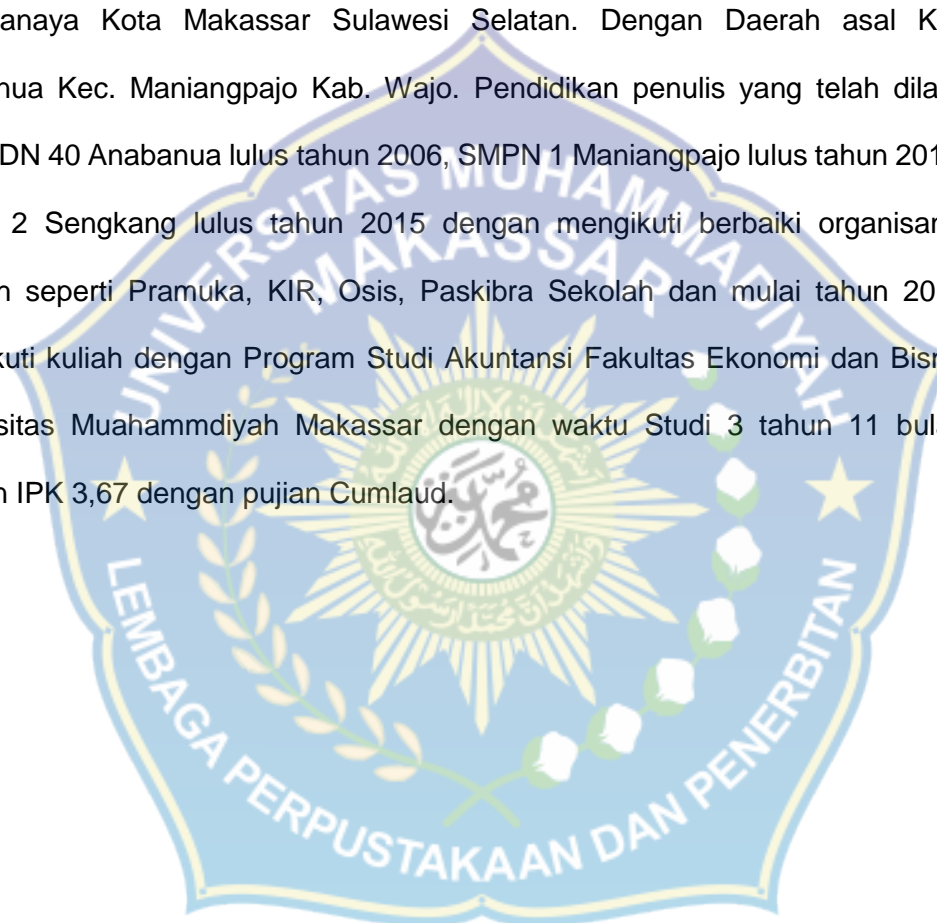 anaya Kota Makassar Sulawesi Selatan. Dengan Daerah asal K
nua Kec. Maniangpajo Kab. Wajo. Pendidikan penulis yang telah dila
DN 40 Anabanua lulus tahun 2006, SMPN 1 Maniangpajo lulus tahun 201
2 Sengkang lulus tahun 2015 dengan mengikuti berbaiki organisar
n seperti Pramuka, KIR, Osis, Paskibra Sekolah dan mulai tahun 20
kuti kuliah dengan Program Studi Akuntansi Fakultas Ekonomi dan Bisr
sitas Muahammdiyah Makassar dengan waktu Studi 3 tahun 11 bula
n IPK 3,67 dengan pujian Cumlaud.
UNIVERSITAS MUHAMMADIYAH
MAKASSAR
محمد
LEMBAGA PERPUSTAKAAN DAN PENERBITAN